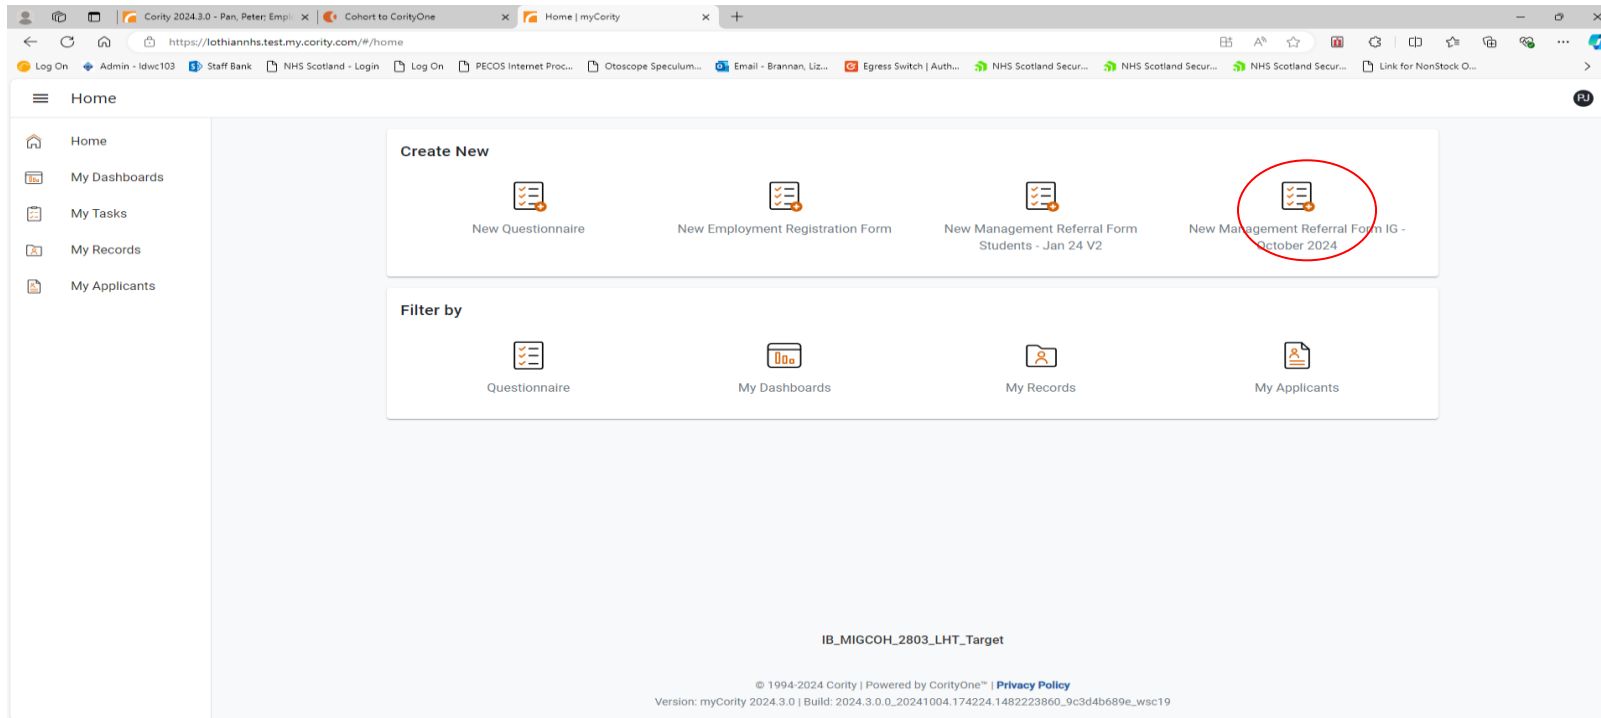 Cority 2024.3.0 - Pan, Peter; Empl
Cohort to CorityOne
Home | myCority
https://lothiannhs.test.my.cority.com/#/home
Log On
Admin - ldwc103
Staff Bank
NHS Scotland - Login
Log On
PECOS Internet Proc...
Otoscope Speculum...
Email - Brannan, Liz...
Egress Switch | Auth...
NHS Scotland Secur...
NHS Scotland Secur...
NHS Scotland Secur...
Link for NonStock O...
Home
PJ
Home
My Dashboards
My Tasks
My Records
My Applicants
Create New
New Questionnaire
New Employment Registration Form
New Management Referral Form
Students - Jan 24 V2
New Management Referral Form IG -
October 2024
Filter by
Questionnaire
My Dashboards
My Records
My Applicants
IB_MIGCOH_2803_LHT_Target
© 1994-2024 Cority | Powered by CorityOne™ | Privacy Policy
Version: myCority 2024.3.0 | Build: 2024.3.0.0_20241004.174224.1482223860_9c3d4b689e_wsc19